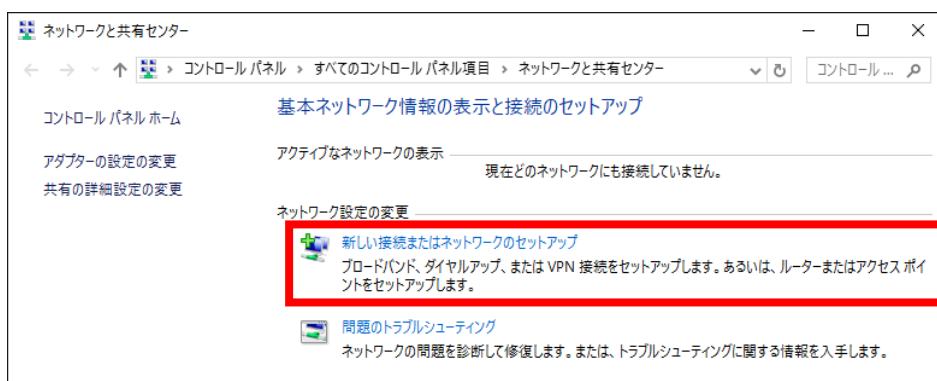 ネットワークと共有センター
コントロール パネル › すべてのコントロール パネル項目 › ネットワークと共有センター
コントロール ...
コントロール パネル ホーム
アダプターの設定の変更
共有の詳細設定の変更
基本ネットワーク情報の表示と接続のセットアップ
アクティブなネットワークの表示
現在どのネットワークにも接続していません。
ネットワーク設定の変更
新しい接続またはネットワークのセットアップ
ブロードバンド、ダイヤルアップ、または VPN 接続をセットアップします。あるいは、ルーターまたはアクセス ポイ
ントをセットアップします。
問題のトラブルシューティング
ネットワークの問題を診断して修復します。または、トラブルシューティングに関する情報を入手します。